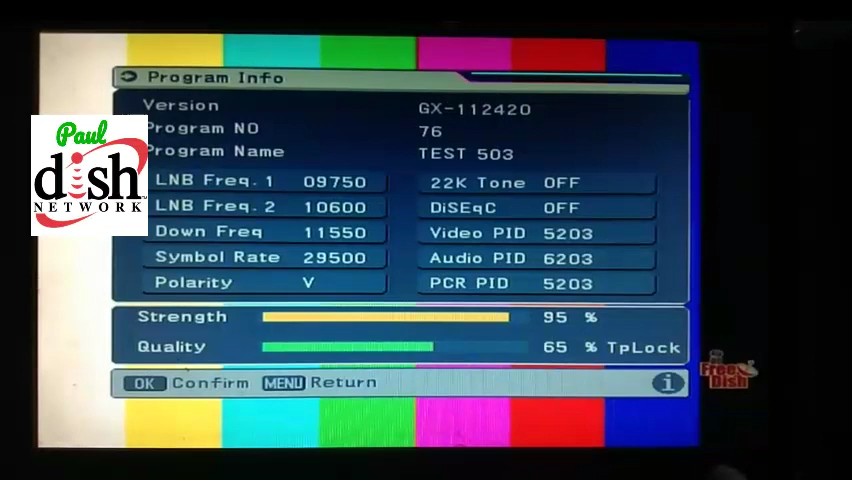 Program Info
Version GX-112420
Program NO 76
Program Name TEST 503
LNB Freq. 1 09750 22K Tone OFF
LNB Freq. 2 10600 DiSEqC OFF
Down Freq 11550 Video PID 5203
Symbol Rate 29500 Audio PID 6203
Polarity V PCR PID 5203
Strength 95 %
Quality 65 % TpLock
OK Confirm MENU Return i
Paul
dish
NETWORK
Free
Dish